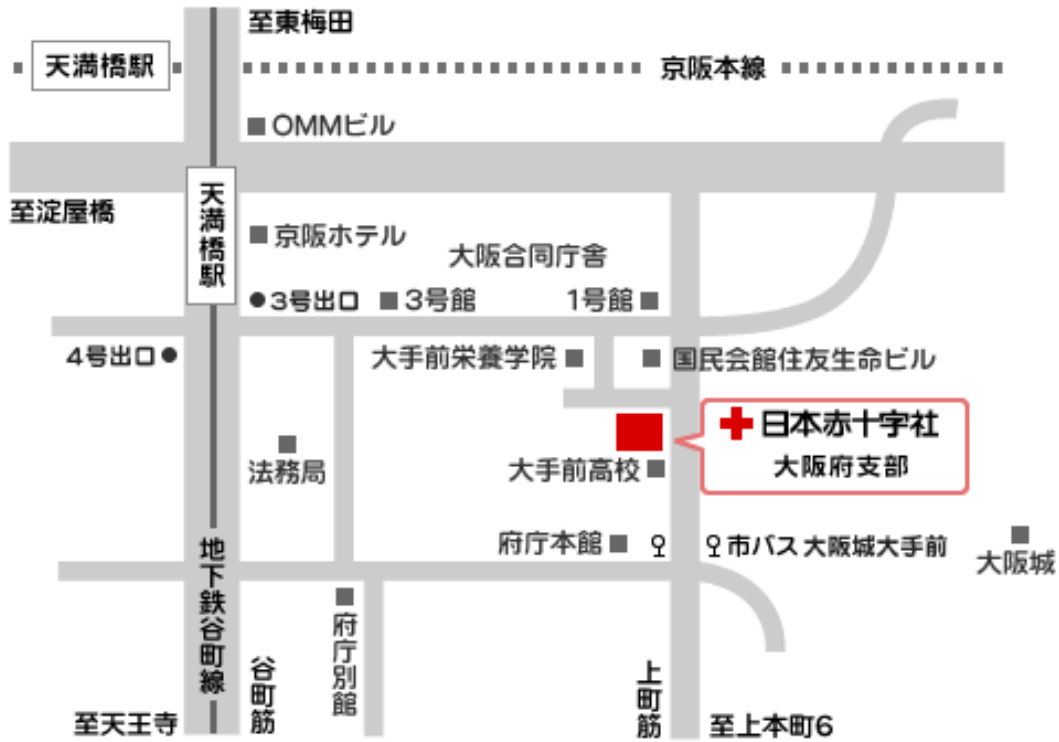 至東梅田
天満橋駅
京阪本線
OMMビル
至淀屋橋
天満橋駅
京阪ホテル
大阪合同庁舎
3号出口
3号館
1号館
4号出口
大手前栄養学院
国民会館住友生命ビル
日本赤十字社
大阪府支部
法務局
大手前高校
府庁本館
市バス 大阪城大手前
大阪城
地下鉄谷町線
谷町筋
府庁別館
上町筋
至天王寺
至上本町6